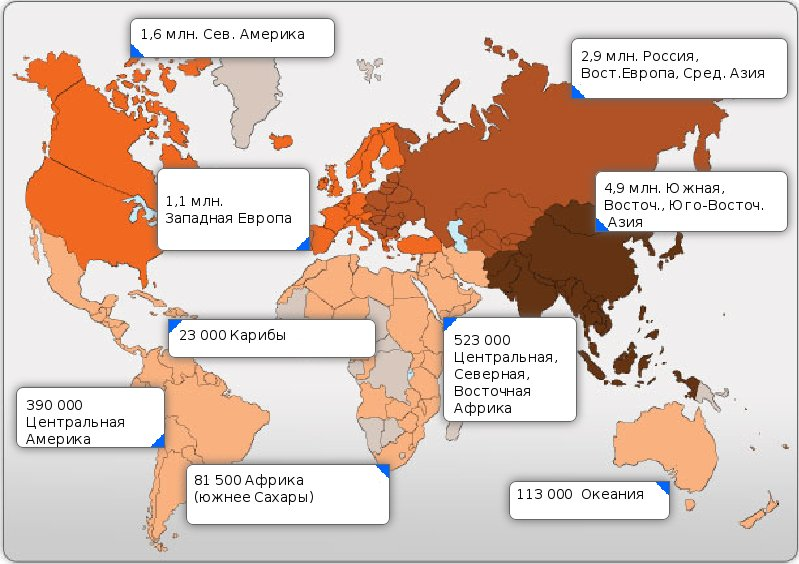 1,6 млн. Сев. Америка
2,9 млн. Россия,
Вост.Европа, Сред. Азия
1,1 млн.
Западная Европа
4,9 млн. Южная,
Восточ., Юго-Восточ.
Азия
23 000 Карибы
523 000
Центральная,
Северная,
Восточная
Африка
390 000
Центральная
Америка
81 500 Африка
(южнее Сахары)
113 000 Океания